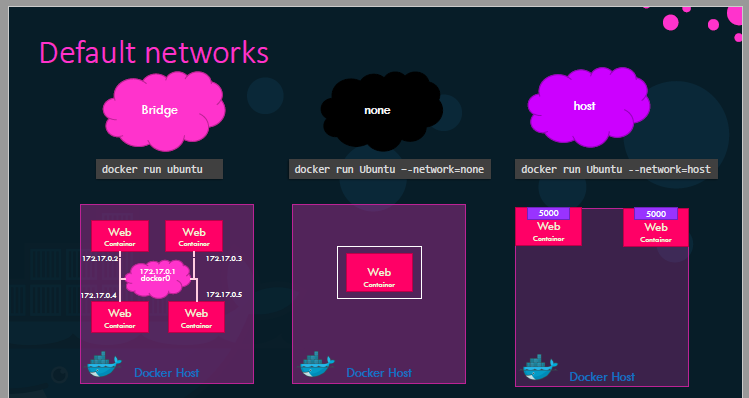 Default networks
Bridge
none
host
docker run ubuntu
docker run Ubuntu --network=none
docker run Ubuntu --network=host
Web
Container
Web
Container
172.17.0.2
172.17.0.3
172.17.0.1
docker0
172.17.0.4
172.17.0.5
Web
Container
Web
Container
Docker Host
Web
Container
Docker Host
5000
Web
Container
5000
Web
Container
Docker Host